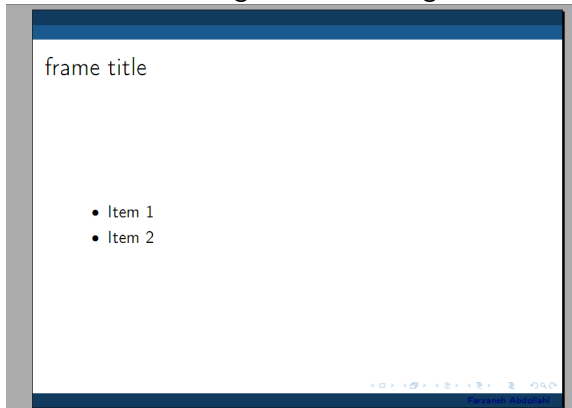 frame title
• Item 1
• Item 2
Farzaneh Abdollahi